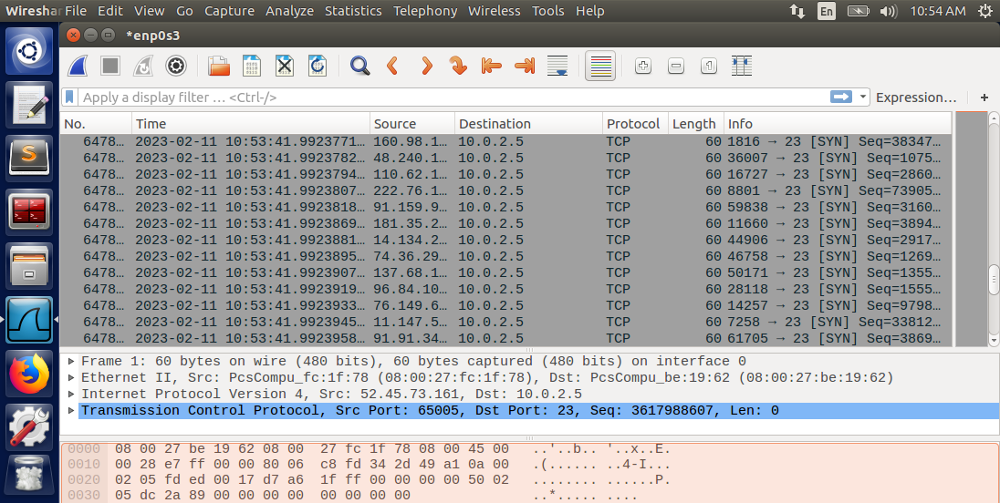 Wireshar File Edit View Go Capture Analyze Statistics Telephony Wireless Tools Help En 10:54 AM
*enp0s3
Apply a display filter … <Ctrl-/> Expression… +
No. Time Source Destination Protocol Length Info
6478… 2023-02-11 10:53:41.9923771… 160.98.1… 10.0.2.5 TCP 60 1816 → 23 [SYN] Seq=38347…
6478… 2023-02-11 10:53:41.9923782… 48.240.1… 10.0.2.5 TCP 60 36007 → 23 [SYN] Seq=1075…
6478… 2023-02-11 10:53:41.9923794… 110.62.1… 10.0.2.5 TCP 60 16727 → 23 [SYN] Seq=2860…
6478… 2023-02-11 10:53:41.9923807… 222.76.1… 10.0.2.5 TCP 60 8801 → 23 [SYN] Seq=73905…
6478… 2023-02-11 10:53:41.9923818… 91.159.9… 10.0.2.5 TCP 60 59838 → 23 [SYN] Seq=3160…
6478… 2023-02-11 10:53:41.9923869… 181.35.2… 10.0.2.5 TCP 60 11660 → 23 [SYN] Seq=3894…
6478… 2023-02-11 10:53:41.9923881… 14.134.2… 10.0.2.5 TCP 60 44906 → 23 [SYN] Seq=2917…
6478… 2023-02-11 10:53:41.9923895… 74.36.29… 10.0.2.5 TCP 60 46758 → 23 [SYN] Seq=1269…
6478… 2023-02-11 10:53:41.9923907… 137.68.1… 10.0.2.5 TCP 60 50171 → 23 [SYN] Seq=1355…
6478… 2023-02-11 10:53:41.9923919… 96.84.10… 10.0.2.5 TCP 60 28118 → 23 [SYN] Seq=1555…
6478… 2023-02-11 10:53:41.9923933… 76.149.6… 10.0.2.5 TCP 60 14257 → 23 [SYN] Seq=9798…
6478… 2023-02-11 10:53:41.9923945… 11.147.5… 10.0.2.5 TCP 60 7258 → 23 [SYN] Seq=33812…
6478… 2023-02-11 10:53:41.9923958… 91.91.34… 10.0.2.5 TCP 60 61705 → 23 [SYN] Seq=3869…
Frame 1: 60 bytes on wire (480 bits), 60 bytes captured (480 bits) on interface 0
Ethernet II, Src: PcsCompu_fc:1f:78 (08:00:27:fc:1f:78), Dst: PcsCompu_be:19:62 (08:00:27:be:19:62)
Internet Protocol Version 4, Src: 52.45.73.161, Dst: 10.0.2.5
Transmission Control Protocol, Src Port: 65005, Dst Port: 23, Seq: 3617988607, Len: 0
0000 08 00 27 be 19 62 08 00 27 fc 1f 78 08 00 45 00 ..'..b.. '..x..E.
0010 00 28 e7 ff 00 00 80 06 c8 fd 34 2d 49 a1 0a 00 .(...... ..4-I...
0020 02 05 fd ed 00 17 d7 a6 1f ff 00 00 00 00 50 02 ........ ......P.
0030 05 dc 2a 89 00 00 00 00 00 00 00 00 ..*..... ....